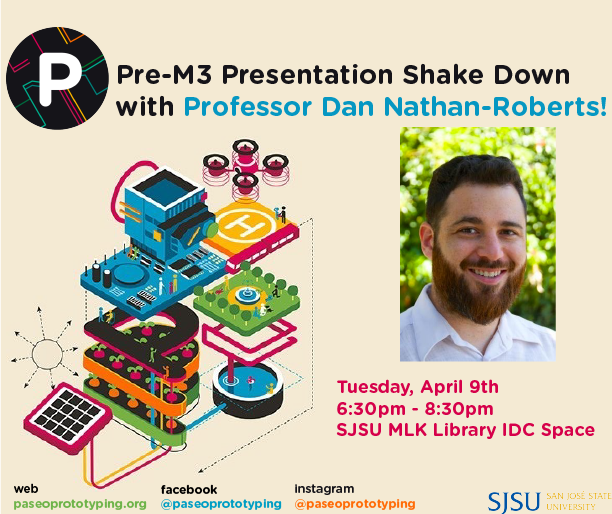 P
Pre-M3 Presentation Shake Down
with Professor Dan Nathan-Roberts!
H
Tuesday, April 9th
6:30pm - 8:30pm
SJSU MLK Library IDC Space
web
paseoprototyping.org
facebook
@paseoprototyping
instagram
@paseoprototyping
SJSU SAN JOSÉ STATE
UNIVERSITY